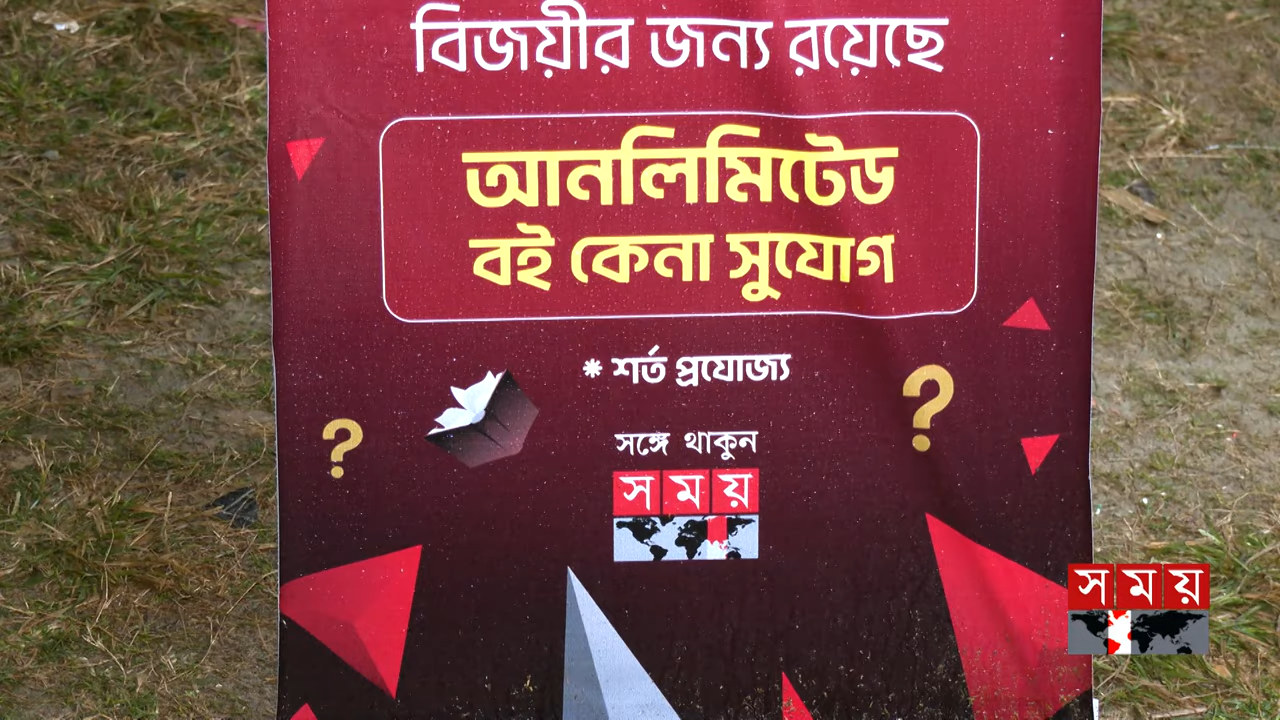 বিজয়ীর জন্য রয়েছে
আনলিমিটেড
বই কেনা সুযোগ
* শর্ত প্রযোজ্য
?
?
সঙ্গে থাকুন
সময়
সময়